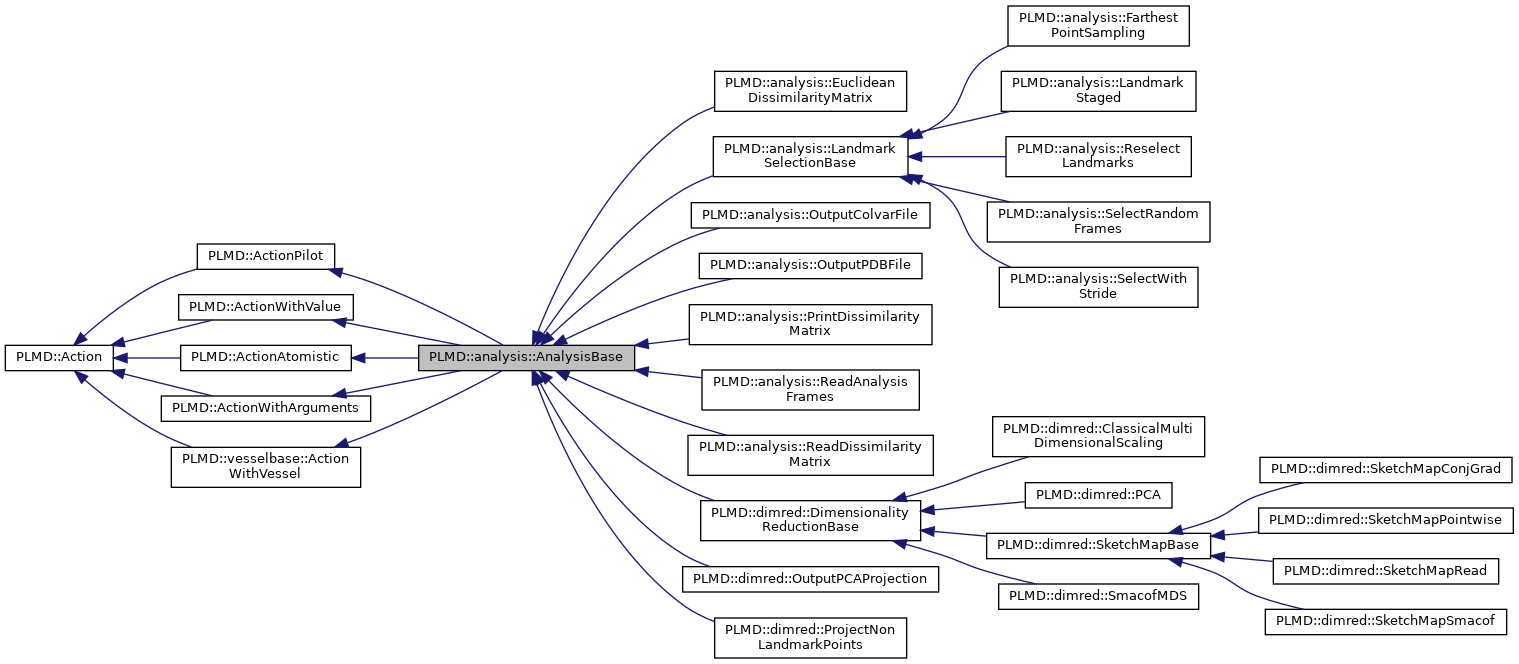 PLMD::Action
PLMD::ActionPilot
PLMD::ActionWithValue
PLMD::ActionAtomistic
PLMD::ActionWithArguments
PLMD::vesselbase::Action
WithVessel
PLMD::analysis::AnalysisBase
PLMD::analysis::Euclidean
DissimilarityMatrix
PLMD::analysis::Landmark
SelectionBase
PLMD::analysis::OutputColvarFile
PLMD::analysis::OutputPDBFile
PLMD::analysis::PrintDissimilarity
Matrix
PLMD::analysis::ReadAnalysis
Frames
PLMD::analysis::ReadDissimilarity
Matrix
PLMD::dimred::Dimensionality
ReductionBase
PLMD::dimred::OutputPCAProjection
PLMD::dimred::ProjectNon
LandmarkPoints
PLMD::analysis::Farthest
PointSampling
PLMD::analysis::Landmark
Staged
PLMD::analysis::Reselect
Landmarks
PLMD::analysis::SelectRandom
Frames
PLMD::analysis::SelectWith
Stride
PLMD::dimred::ClassicalMulti
DimensionalScaling
PLMD::dimred::PCA
PLMD::dimred::SketchMapBase
PLMD::dimred::SmacofMDS
PLMD::dimred::SketchMapConjGrad
PLMD::dimred::SketchMapPointwise
PLMD::dimred::SketchMapRead
PLMD::dimred::SketchMapSmacof